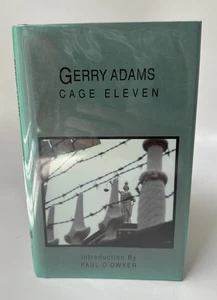 GERRY ADAMS
CAGE ELEVEN
Introduction By
PAUL O'DWYER